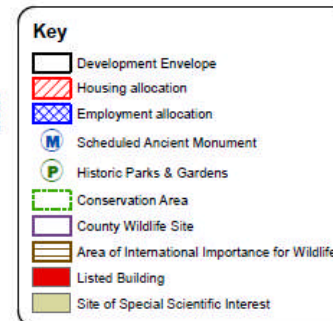 Key
Development Envelope
Housing allocation
Employment allocation
M Scheduled Ancient Monument
P Historic Parks & Gardens
Conservation Area
County Wildlife Site
Area of International Importance for Wildlife
Listed Building
Site of Special Scientific Interest